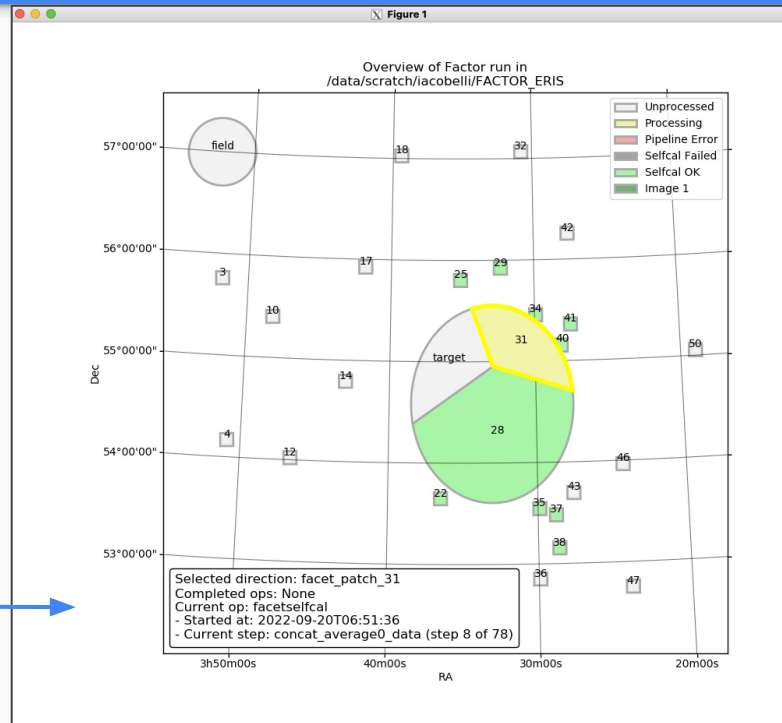 Figure 1
Overview of Factor run in
/data/scratch/iacobelli/FACTOR_ERIS
Unprocessed
Processing
Pipeline Error
Selfcal Failed
Selfcal OK
Image 1
57°00'00"
56°00'00"
55°00'00"
54°00'00"
53°00'00"
Dec
field
18
32
42
3
17
25
29
10
34
41
40
50
31
target
14
28
4
12
46
22
43
35
37
38
36
47
Selected direction: facet_patch_31
Completed ops: None
Current op: facetselfcal
- Started at: 2022-09-20T06:51:36
- Current step: concat_average0_data (step 8 of 78)
3h50m00s
40m00s
30m00s
20m00s
RA